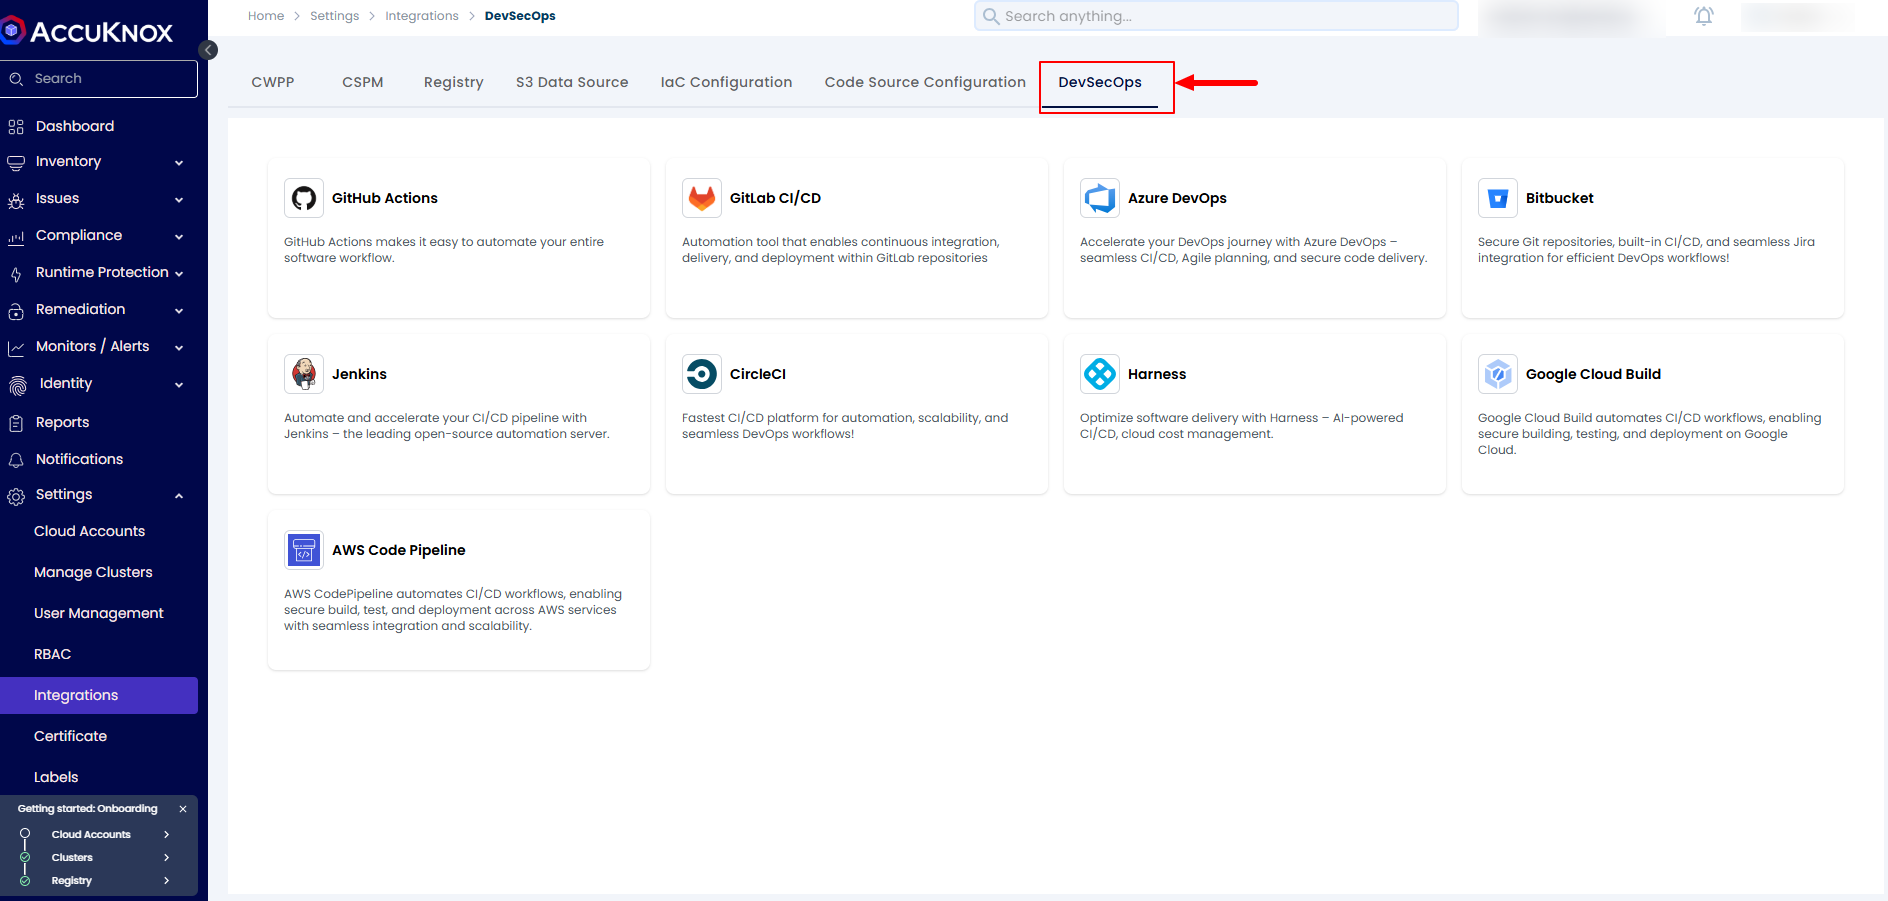 ACCUKNOX
Search
Dashboard
Inventory
Issues
Compliance
Runtime Protection
Remediation
Monitors / Alerts
Identity
Reports
Notifications
Settings
Cloud Accounts
Manage Clusters
User Management
RBAC
Integrations
Certificate
Labels
Getting started: Onboarding
Cloud Accounts
Clusters
Registry
Home > Settings > Integrations > DevSecOps
Search anything...
CWPP CSPM Registry S3 Data Source IaC Configuration Code Source Configuration DevSecOps
GitHub Actions
GitHub Actions makes it easy to automate your entire
software workflow.
GitLab CI/CD
Automation tool that enables continuous integration,
delivery, and deployment within GitLab repositories
Azure DevOps
Accelerate your DevOps journey with Azure DevOps –
seamless CI/CD, Agile planning, and secure code delivery.
Bitbucket
Secure Git repositories, built-in CI/CD, and seamless Jira
integration for efficient DevOps workflows!
Jenkins
Automate and accelerate your CI/CD pipeline with
Jenkins – the leading open-source automation server.
CircleCI
Fastest CI/CD platform for automation, scalability, and
seamless DevOps workflows!
Harness
Optimize software delivery with Harness – AI-powered
CI/CD, cloud cost management.
Google Cloud Build
Google Cloud Build automates CI/CD workflows, enabling
secure building, testing, and deployment on Google
Cloud.
AWS Code Pipeline
AWS CodePipeline automates CI/CD workflows, enabling
secure build, test, and deployment across AWS services
with seamless integration and scalability.